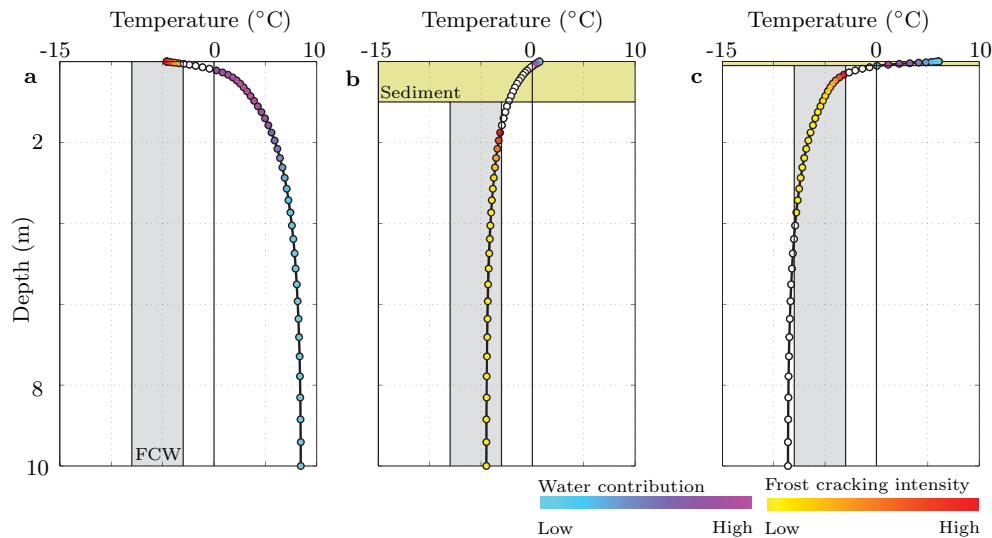 Temperature (°C)
Temperature (°C)
Temperature (°C)
-15 0 10
-15 0 10
-15 0 10
a
b
c
Sediment
2
Depth (m)
8
FCW
10
Water contribution
Low High
Frost cracking intensity
Low High